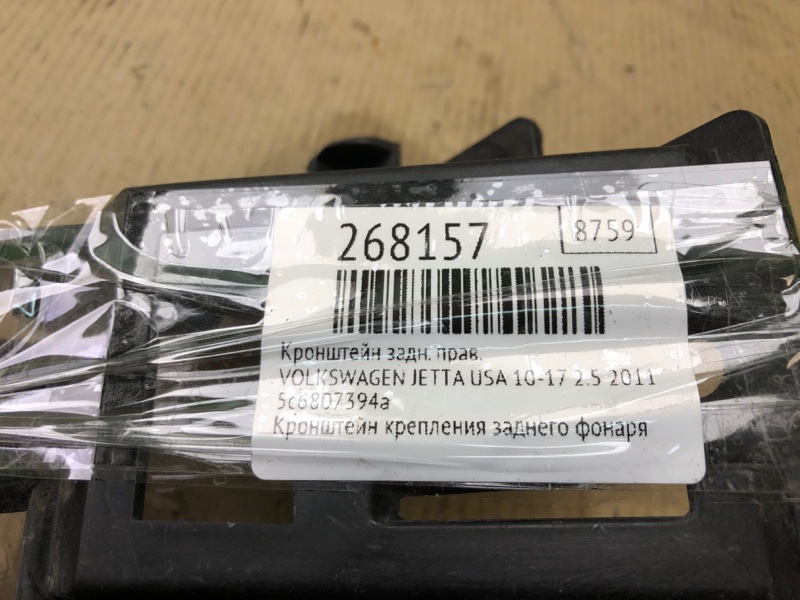 268157
8759
Кронштейн задн. прав.
VOLKSWAGEN JETTA USA 10-17 2.5 2011
5c6807394a
Кронштейн крепления заднего фонаря